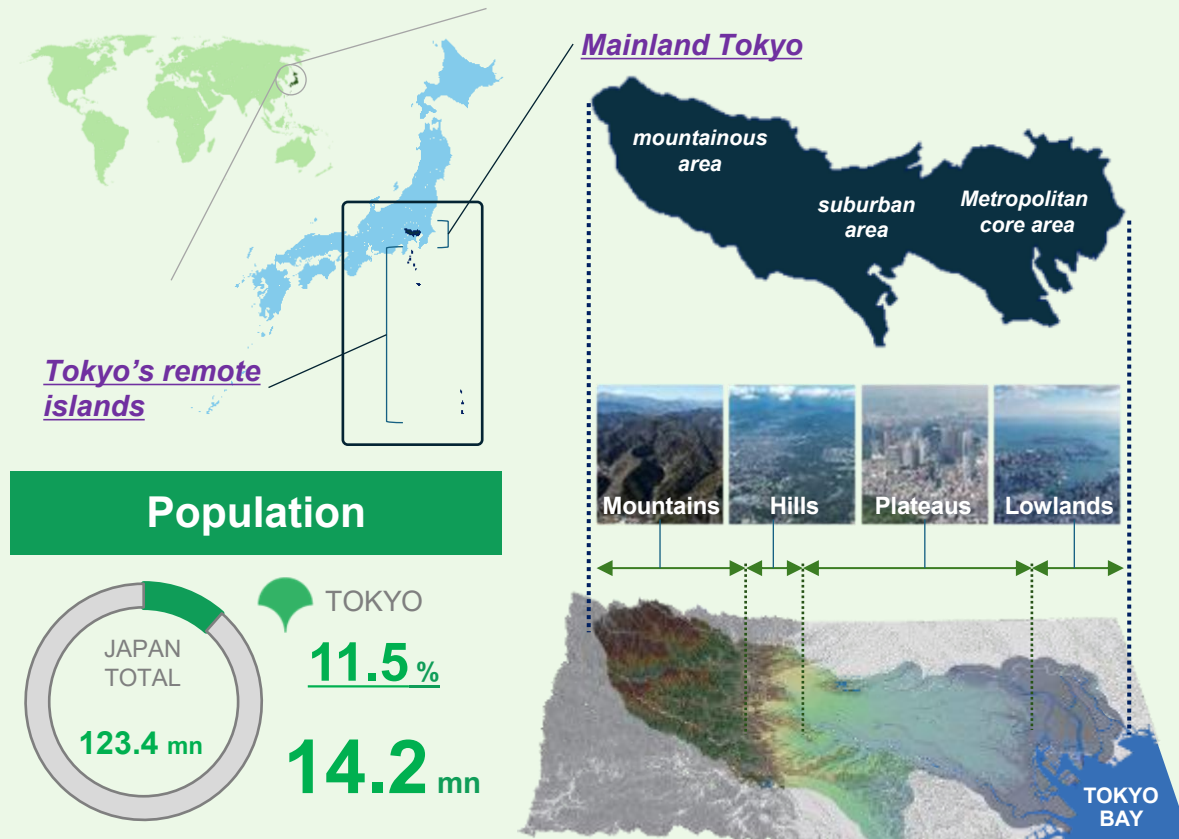 Mainland Tokyo
mountainous
area
suburban
area
Metropolitan
core area
Tokyo’s remote
islands
Mountains
Hills
Plateaus
Lowlands
Population
JAPAN
TOTAL
123.4 mn
TOKYO
11.5 %
14.2 mn
TOKYO
BAY